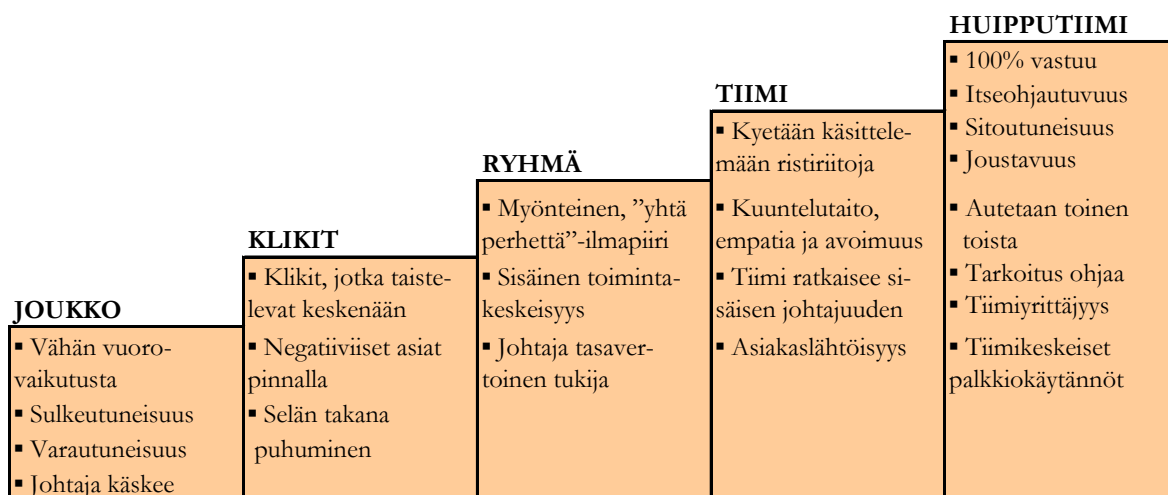 JOUKKO
▪ Vähän vuoro-
vaikutusta
▪ Sulkeutuneisuus
▪ Varautuneisuus
▪ Johtaja käskee
KLIKIT
▪ Klikit, jotka taiste-
levat keskenään
▪ Negatiiviiset asiat
pinnalla
▪ Selän takana
puhuminen
RYHMÄ
▪ Myönteinen, ”yhtä
perhettä”-ilmapiiri
▪ Sisäinen toiminta-
keskeisyys
▪ Johtaja tasaver-
toinen tukija
TIIMI
▪ Kyetään käsittele-
mään ristiriitoja
▪ Kuuntelutaito,
empatia ja avoimuus
▪ Tiimi ratkaisee si-
säisen johtajuuden
▪ Asiakaslähtöisyys
HUIPPUTIIMI
▪ 100% vastuu
▪ Itseohjautuvuus
▪ Sitoutuneisuus
▪ Joustavuus
▪ Autetaan toinen
toista
▪ Tarkoitus ohjaa
▪ Tiimiyrittäjyys
▪ Tiimikeskeiset
palkkiokäytännöt